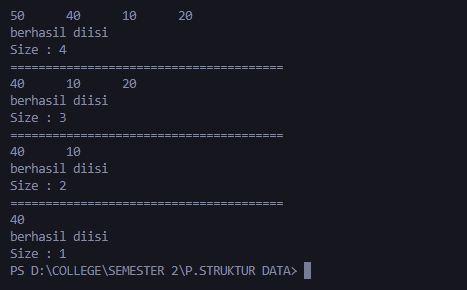 50 40 10 20
berhasil diisi
Size : 4
=======================================
40 10 20
berhasil diisi
Size : 3
=======================================
40 10
berhasil diisi
Size : 2
=======================================
40
berhasil diisi
Size : 1
PS D:\COLLEGE\SEMESTER 2\P.STRUKTUR DATA>